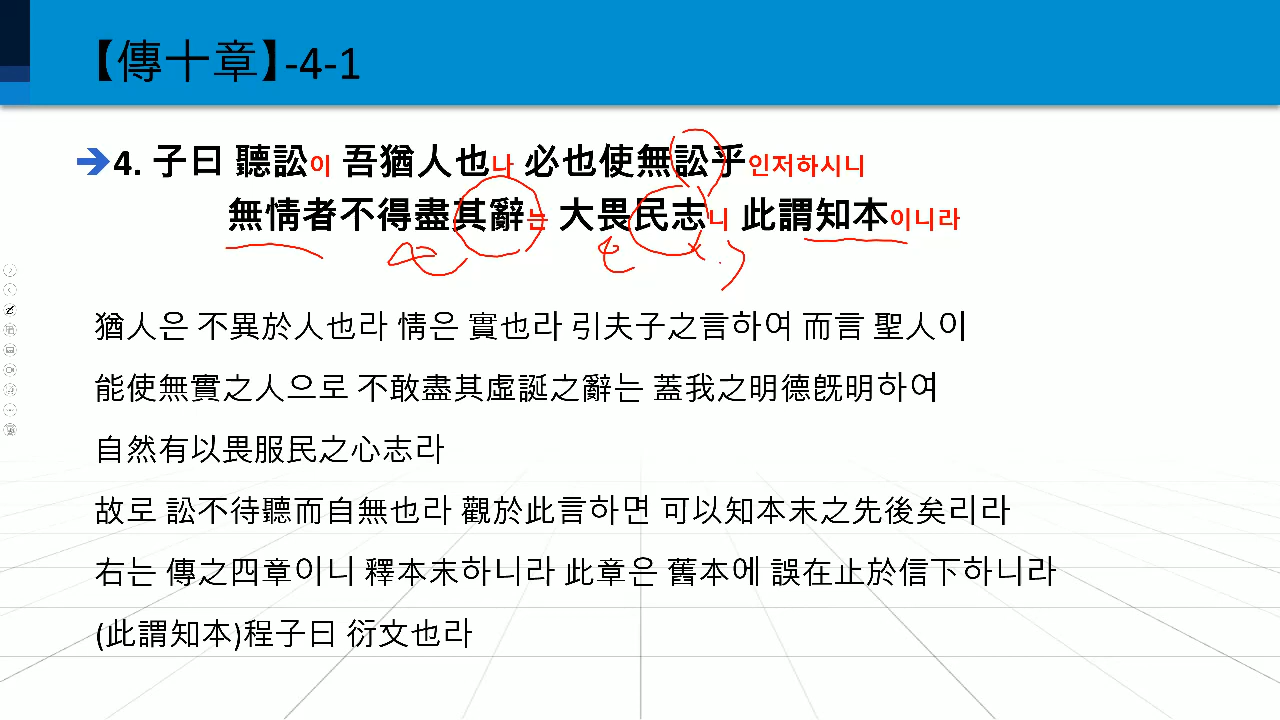 【傳十章】-4-1
4. 子曰 聽訟이 吾猶人也나 必也使無訟乎인저하시니
無情者不得盡其辭는 大畏民志니 此謂知本이니라
猶人은 不異於人也라 情은 實也라 引夫子之言하여 而言 聖人이
能使無實之人으로 不敢盡其虛誕之辭는 蓋我之明德旣明하여
自然有以畏服民之心志라
故로 訟不待聽而自無也라 觀於此言하면 可以知本末之先後矣리라
右는 傳之四章이니 釋本末하니라 此章은 舊本에 誤在止於信下하니라
(此謂知本)程子曰 衍文也라